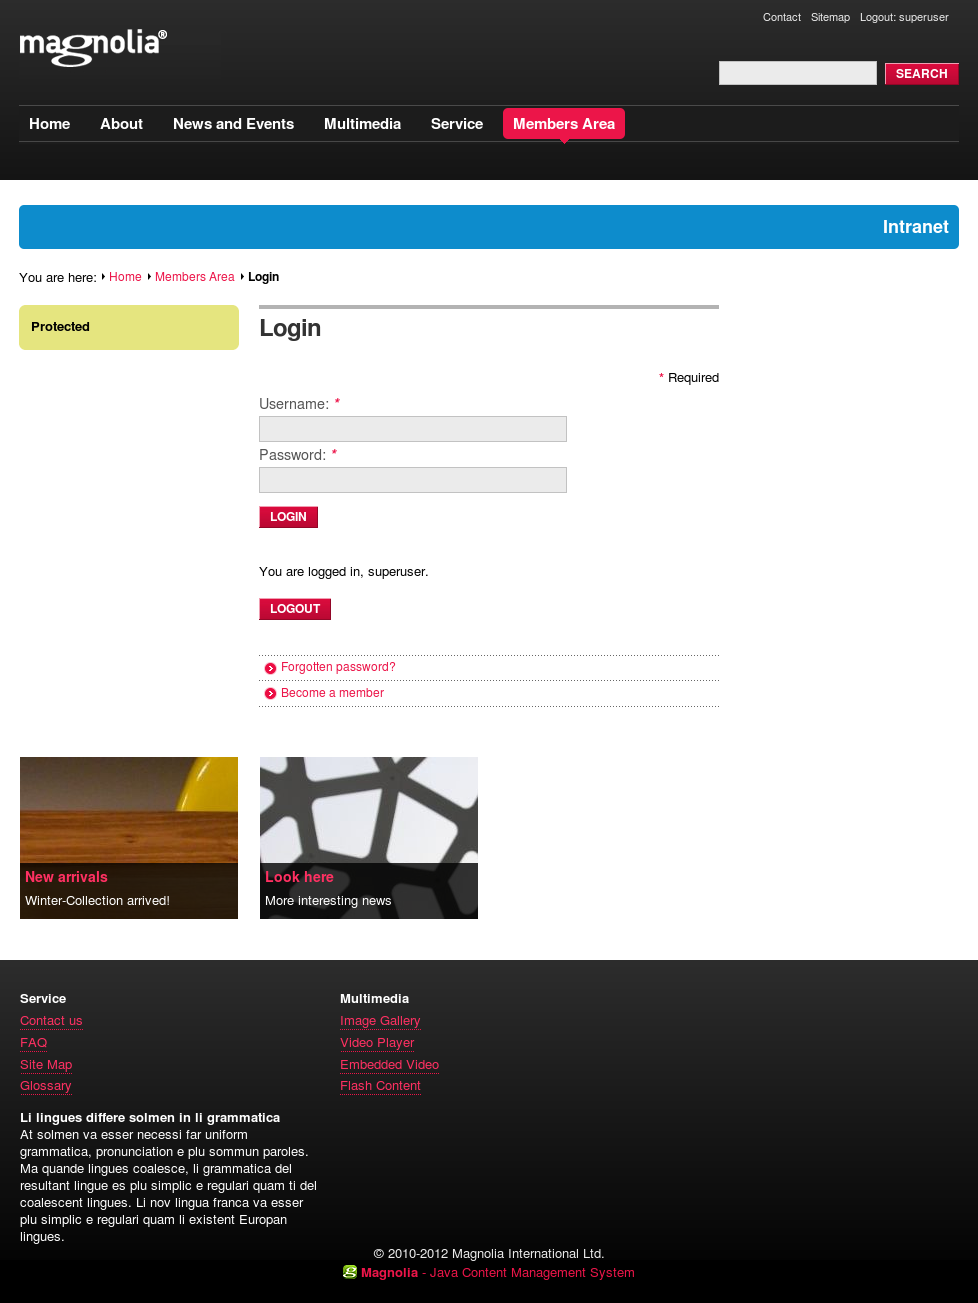 Contact Sitemap Logout: superuser
magnolia®
SEARCH
Home About News and Events Multimedia Service Members Area
Intranet
You are here: Home Members Area Login
Protected
Login
* Required
Username: *
Password: *
LOGIN
You are logged in, superuser.
LOGOUT
Forgotten password?
Become a member
New arrivals
Winter-Collection arrived!
Look here
More interesting news
Service
Contact us
FAQ
Site Map
Glossary
Multimedia
Image Gallery
Video Player
Embedded Video
Flash Content
Li lingues differe solmen in li grammatica
At solmen va esser necessi far uniform
grammatica, pronunciation e plu sommun paroles.
Ma quande lingues coalesce, li grammatica del
resultant lingue es plu simplic e regulari quam ti del
coalescent lingues. Li nov lingua franca va esser
plu simplic e regulari quam li existent Europan
lingues.
© 2010-2012 Magnolia International Ltd.
Magnolia - Java Content Management System